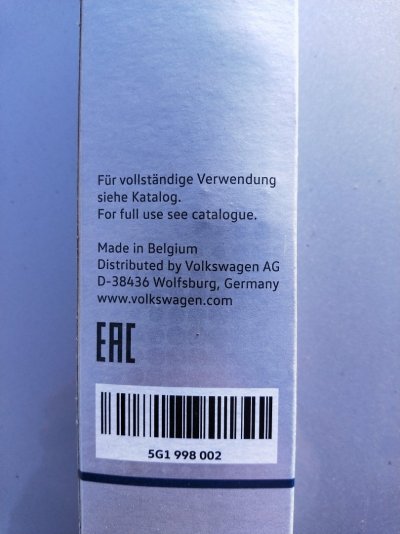 Für vollständige Verwendung
siehe Katalog.
For full use see catalogue.
Made in Belgium
Distributed by Volkswagen AG
D-38436 Wolfsburg, Germany
www.volkswagen.com
EAC
5G1 998 002